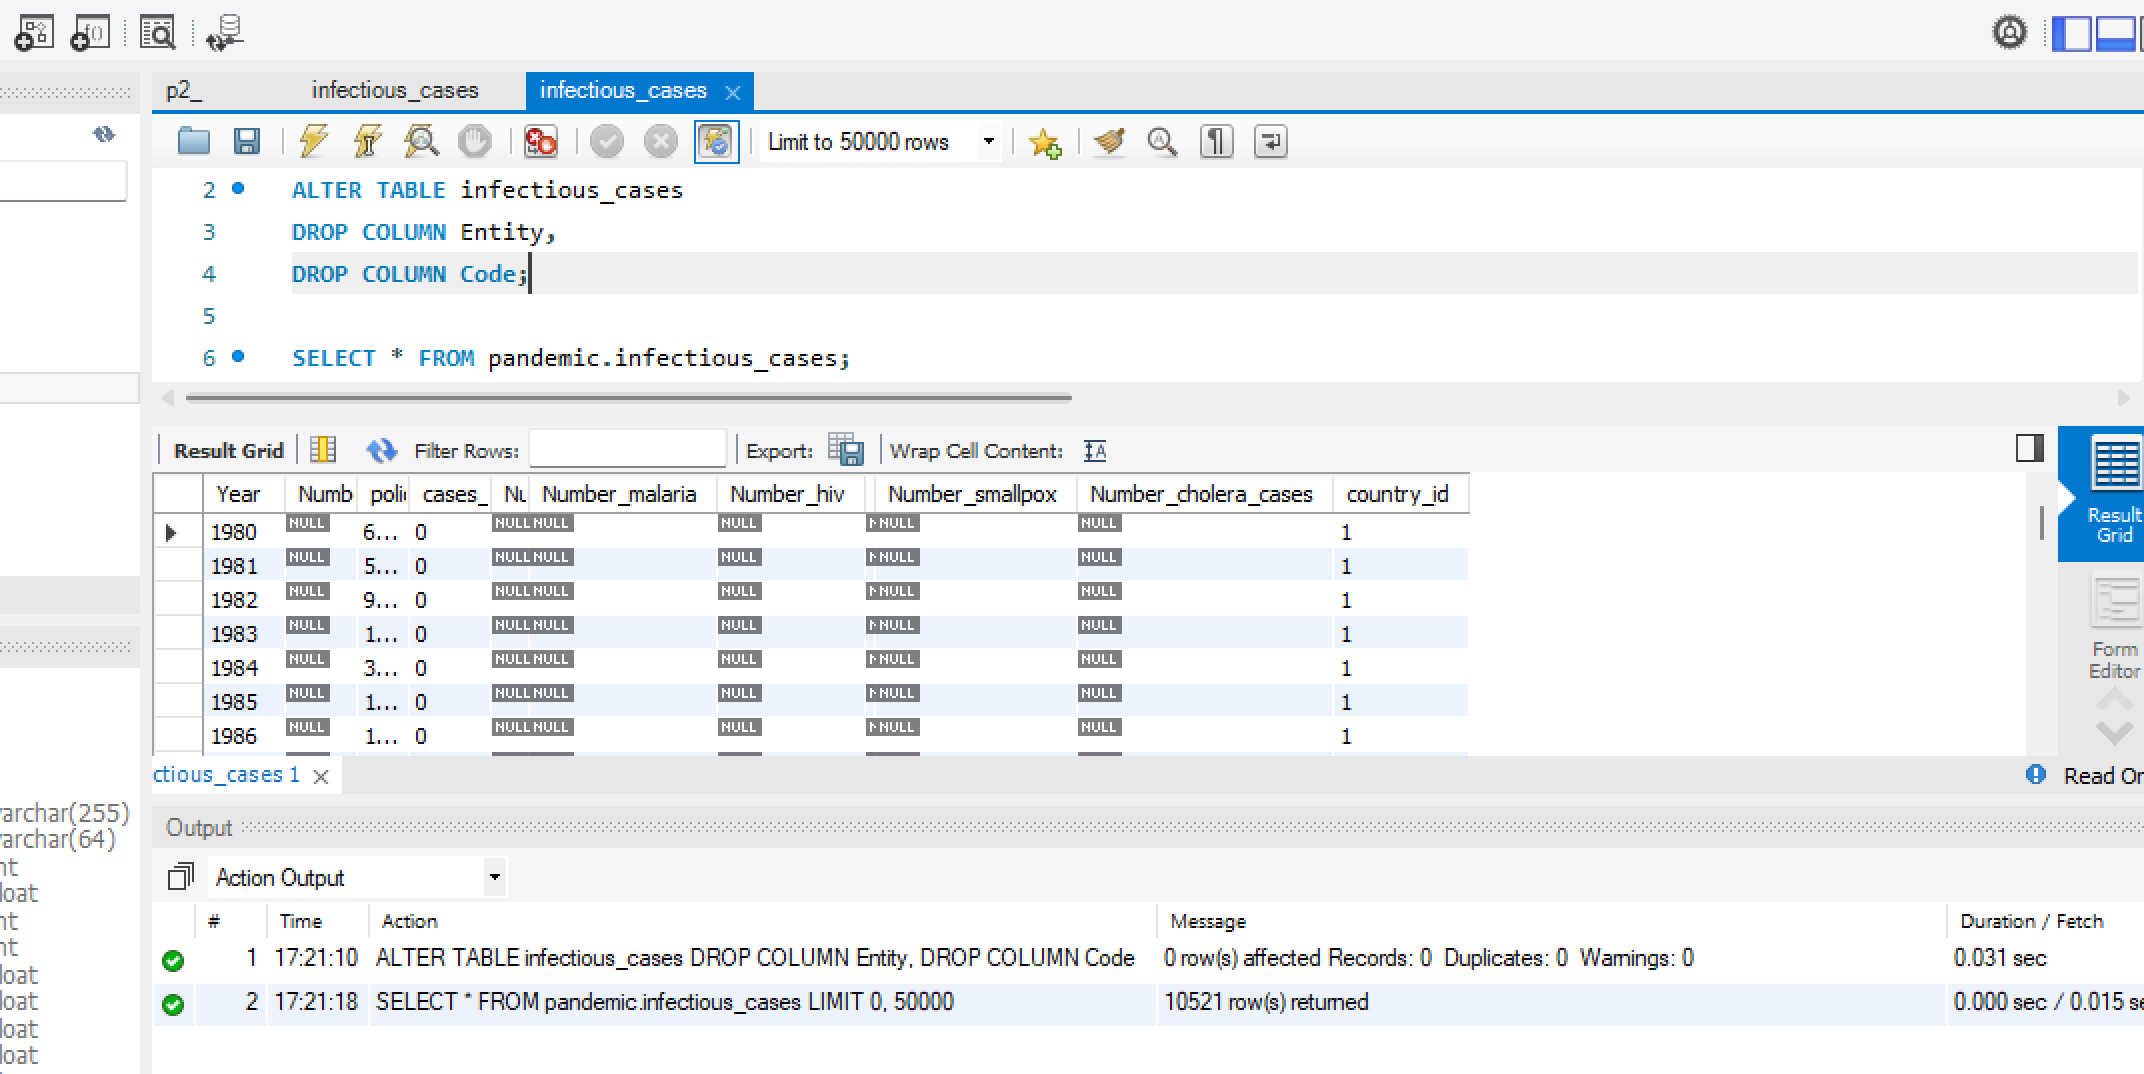 p2_ infectious_cases infectious_cases
Limit to 50000 rows
2 ALTER TABLE infectious_cases
3 DROP COLUMN Entity,
4 DROP COLUMN Code;
5
6 SELECT * FROM pandemic.infectious_cases;
Result Grid Filter Rows: Export: Wrap Cell Content:
Year Numb poli cases_ Nu Number_malaria Number_hiv Number_smallpox Number_cholera_cases country_id
1980 NULL 6... 0 NULL NULL NULL NULL NULL 1
1981 NULL 5... 0 NULL NULL NULL NULL NULL 1
1982 NULL 9... 0 NULL NULL NULL NULL NULL 1
1983 NULL 1... 0 NULL NULL NULL NULL NULL 1
1984 NULL 3... 0 NULL NULL NULL NULL NULL 1
1985 NULL 1... 0 NULL NULL NULL NULL NULL 1
1986 NULL 1... 0 NULL NULL NULL NULL NULL 1
Result
Grid
Form
Editor
ctious_cases 1
Read On
varchar(255)
varchar(64)
nt
loat
nt
nt
loat
loat
loat
loat
Output
Action Output
# Time Action Message Duration / Fetch
1 17:21:10 ALTER TABLE infectious_cases DROP COLUMN Entity, DROP COLUMN Code 0 row(s) affected Records: 0 Duplicates: 0 Warnings: 0 0.031 sec
2 17:21:18 SELECT * FROM pandemic.infectious_cases LIMIT 0, 50000 10521 row(s) returned 0.000 sec / 0.015 se